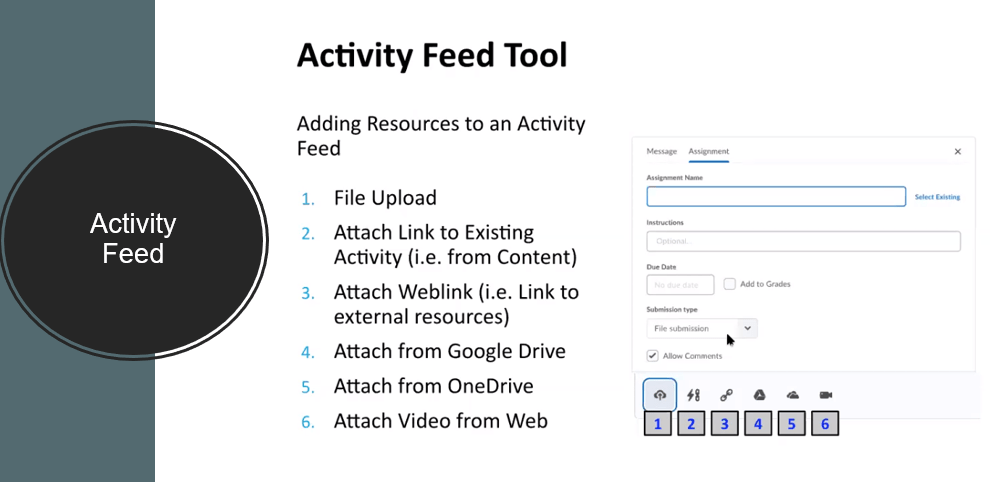 Activity Feed Tool
Activity
Feed
Adding Resources to an Activity
Feed
1. File Upload
2. Attach Link to Existing
Activity (i.e. from Content)
3. Attach Weblink (i.e. Link to
external resources)
4. Attach from Google Drive
5. Attach from OneDrive
6. Attach Video from Web
Message Assignment
Assignment Name
Select Existing
Instructions
Optional...
Due Date
No due date Add to Grades
Submission type
File submission
Allow Comments
1 2 3 4 5 6